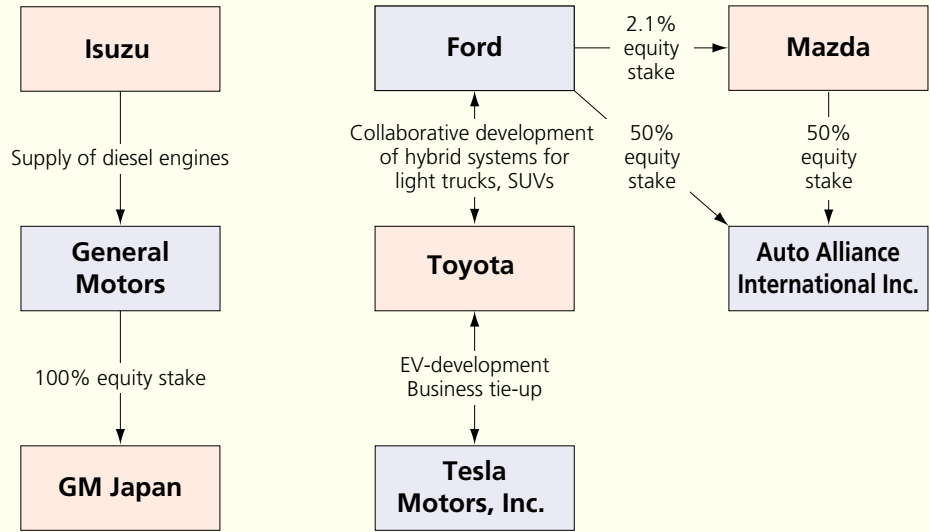 Isuzu
Supply of diesel engines
General
Motors
100% equity stake
GM Japan
Ford
2.1%
equity
stake
Mazda
Collaborative development
of hybrid systems for
light trucks, SUVs
50%
equity
stake
50%
equity
stake
Toyota
Auto Alliance
International Inc.
EV-development
Business tie-up
Tesla
Motors, Inc.